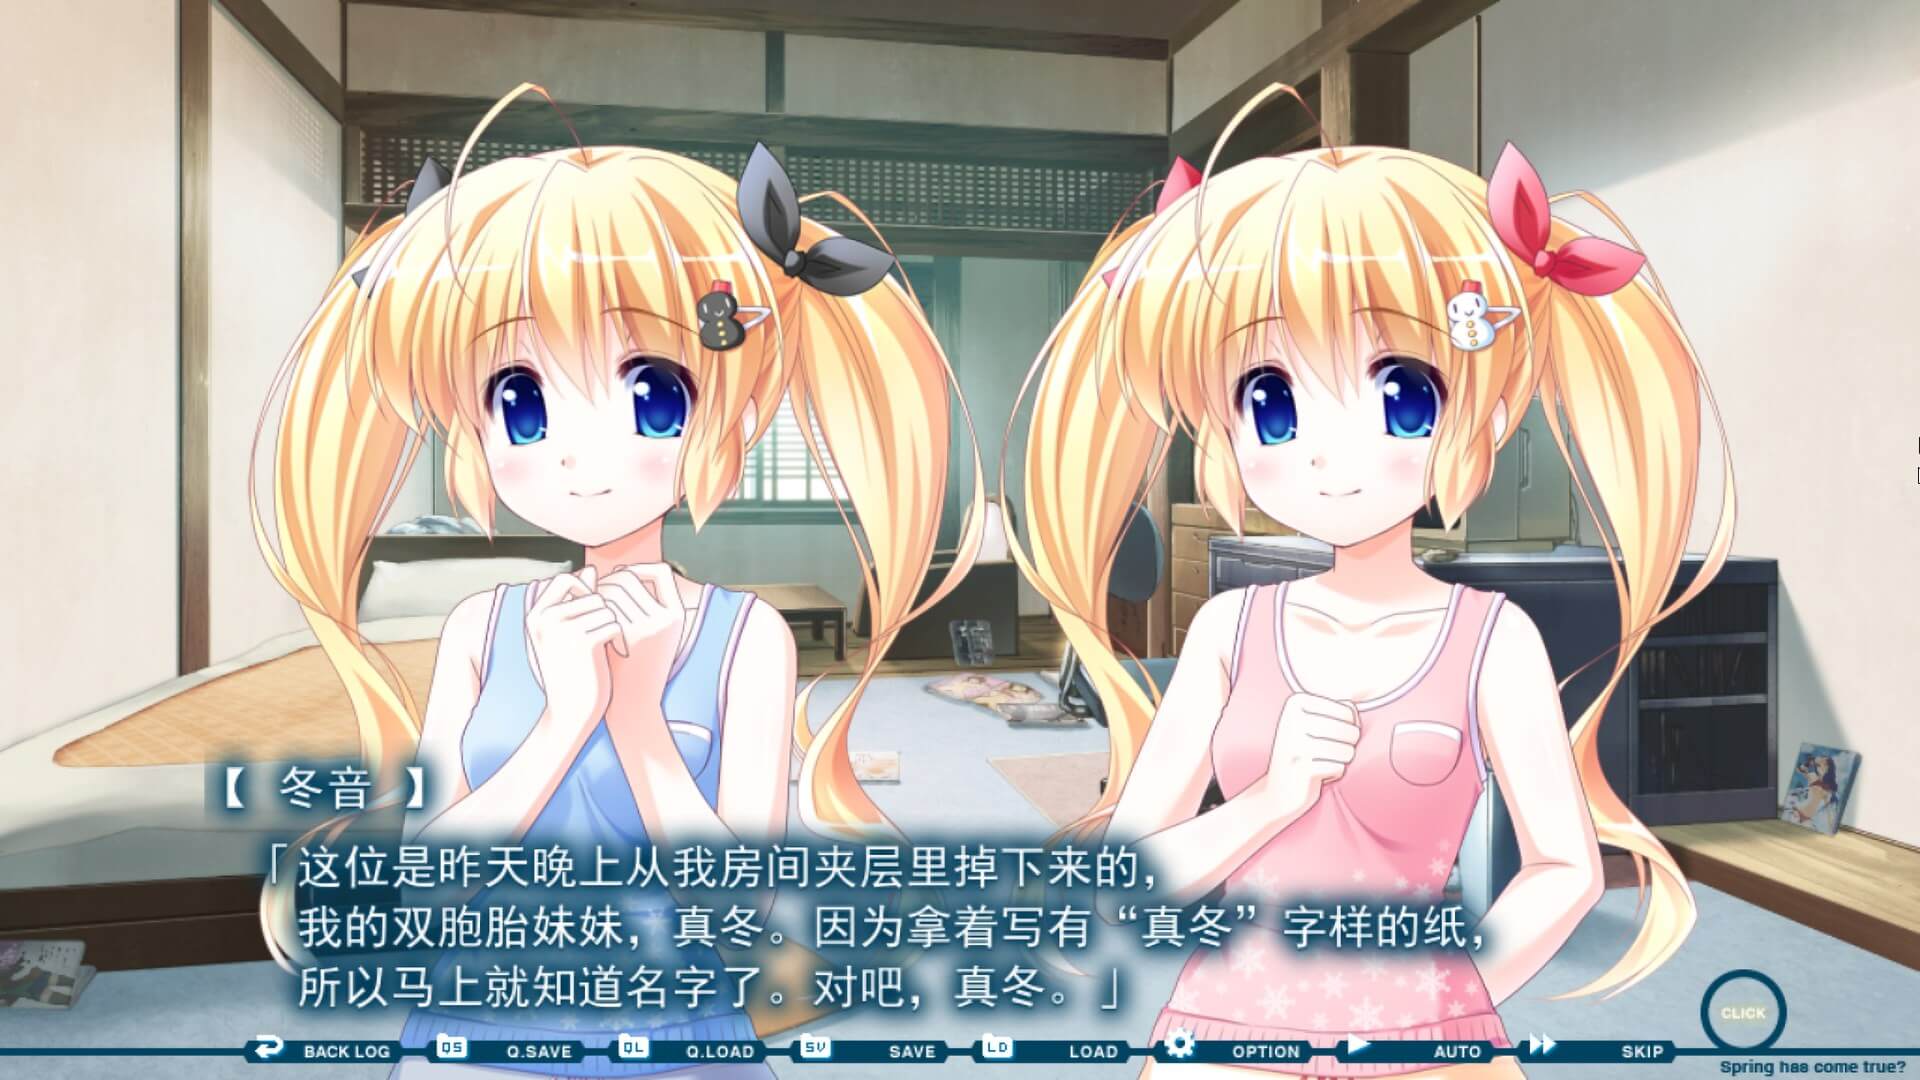 【 冬音 】
「这位是昨天晚上从我房间夹层里掉下来的，
我的双胞胎妹妹，真冬。因为拿着写有“真冬”字样的纸，
所以马上就知道名字了。对吧，真冬。」
CLICK
QS QL SV LD
BACK LOG Q.SAVE Q.LOAD SAVE LOAD OPTION AUTO SKIP
Spring has come true?